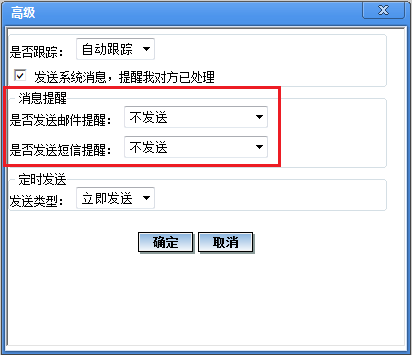 高级
是否跟踪： 自动跟踪
发送系统消息，提醒我对方已处理
消息提醒
是否发送邮件提醒： 不发送
是否发送短信提醒： 不发送
定时发送
发送类型： 立即发送
确定 取消